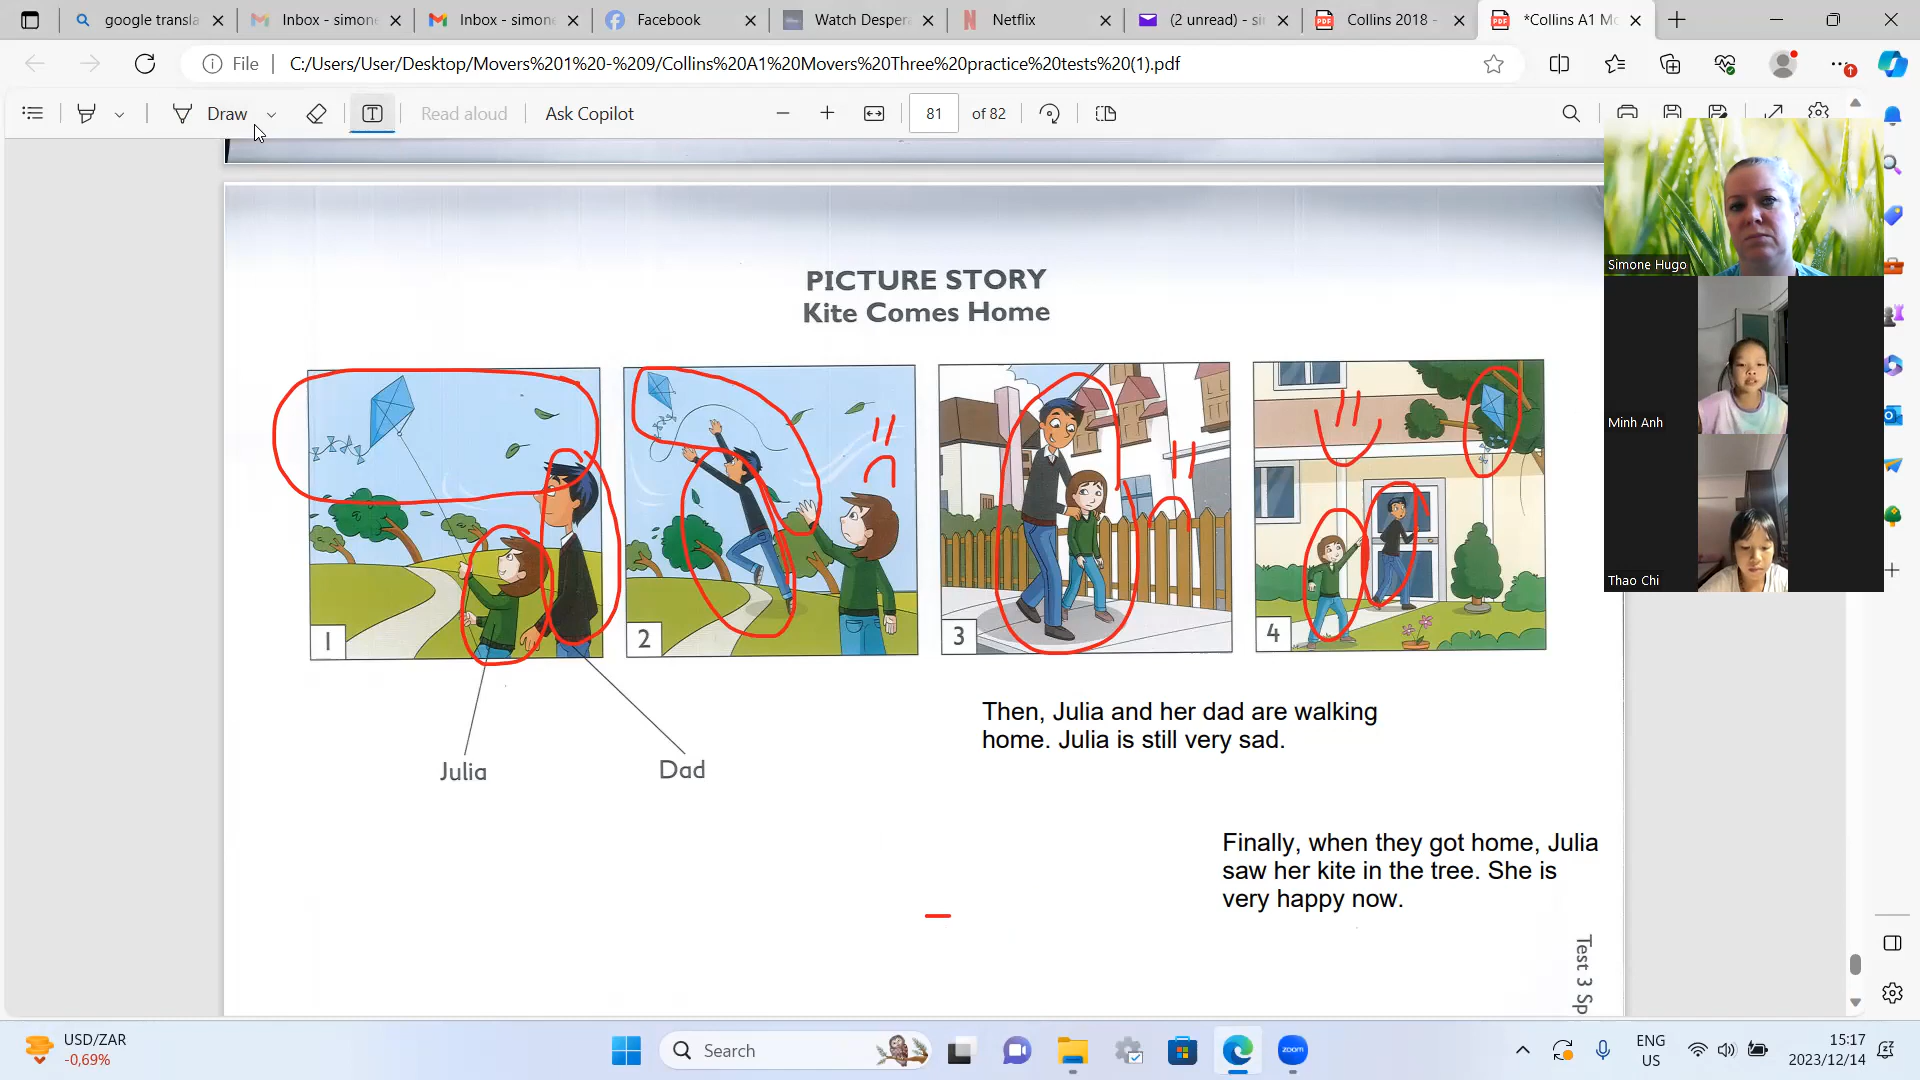 google transla
Inbox - simone
Inbox - simone
Facebook
Watch Despera
Netflix
(2 unread) - si
Collins 2018 -
*Collins A1 Mo
File
C:/Users/User/Desktop/Movers%201%20-%209/Collins%20A1%20Movers%20Three%20practice%20tests%20(1).pdf
Draw
Read aloud
Ask Copilot
81
of 82
PICTURE STORY
Kite Comes Home
1
2
3
4
Julia
Dad
Then, Julia and her dad are walking
home. Julia is still very sad.
Finally, when they got home, Julia
saw her kite in the tree. She is
very happy now.
Test 3 Sp
Simone Hugo
Minh Anh
Thao Chi
USD/ZAR
-0,69%
Search
zoom
ENG
US
15:17
2023/12/14